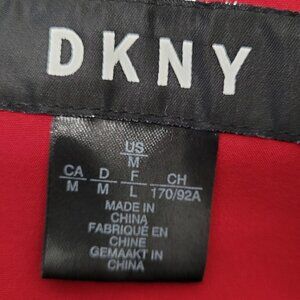 DKNY
US
M
CA D F CH
M M L 170/92A
MADE IN
CHINA
FABRIQUÉ EN
CHINE
GEMAAKT IN
CHINA